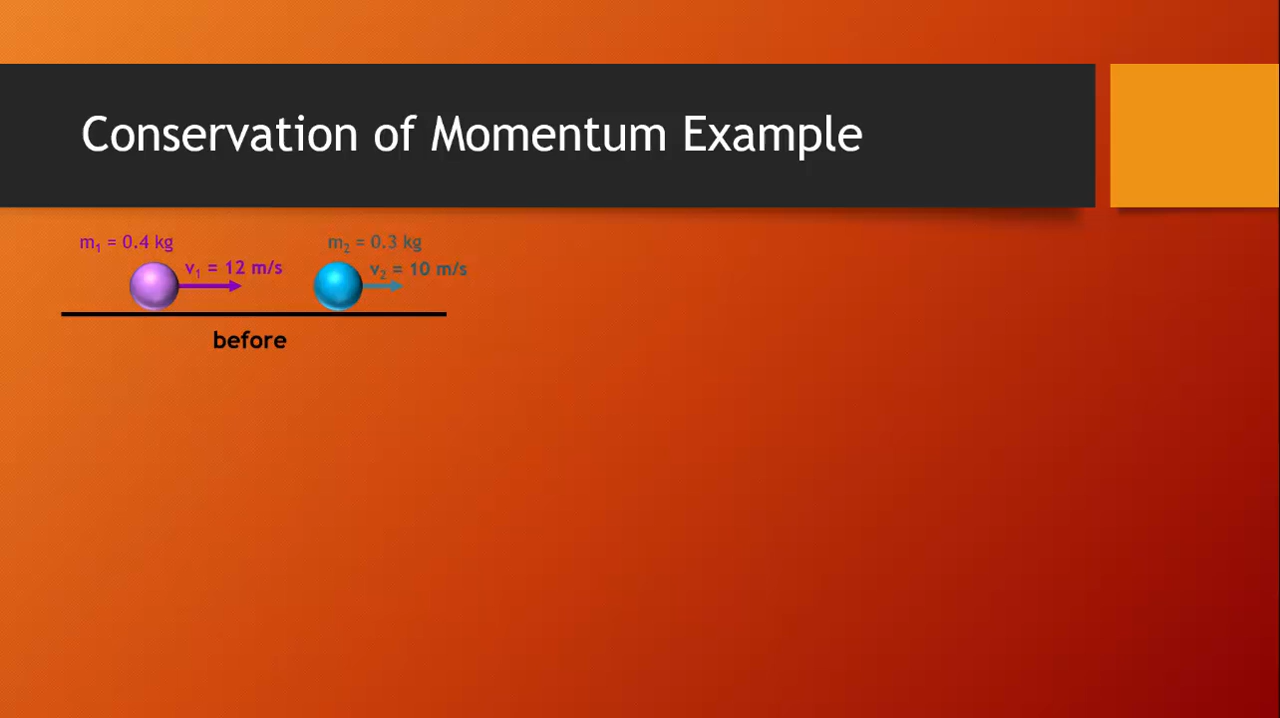 Conservation of Momentum Example
m₁ = 0.4 kg
m₂ = 0.3 kg
v₁ = 12 m/s
v₂ = 10 m/s
before